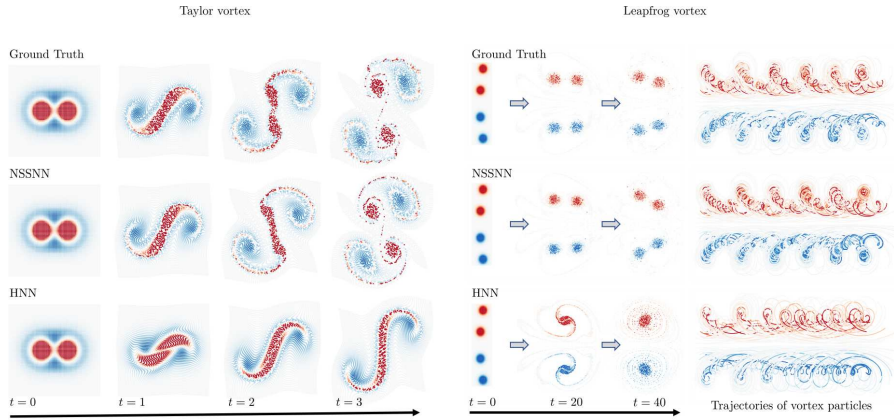 Taylor vortex
Leapfrog vortex
Ground Truth
Ground Truth
NSSNN
NSSNN
HNN
HNN
t = 0
t = 1
t = 2
t = 3
t = 0
t = 20
t = 40
Trajectories of vortex particles